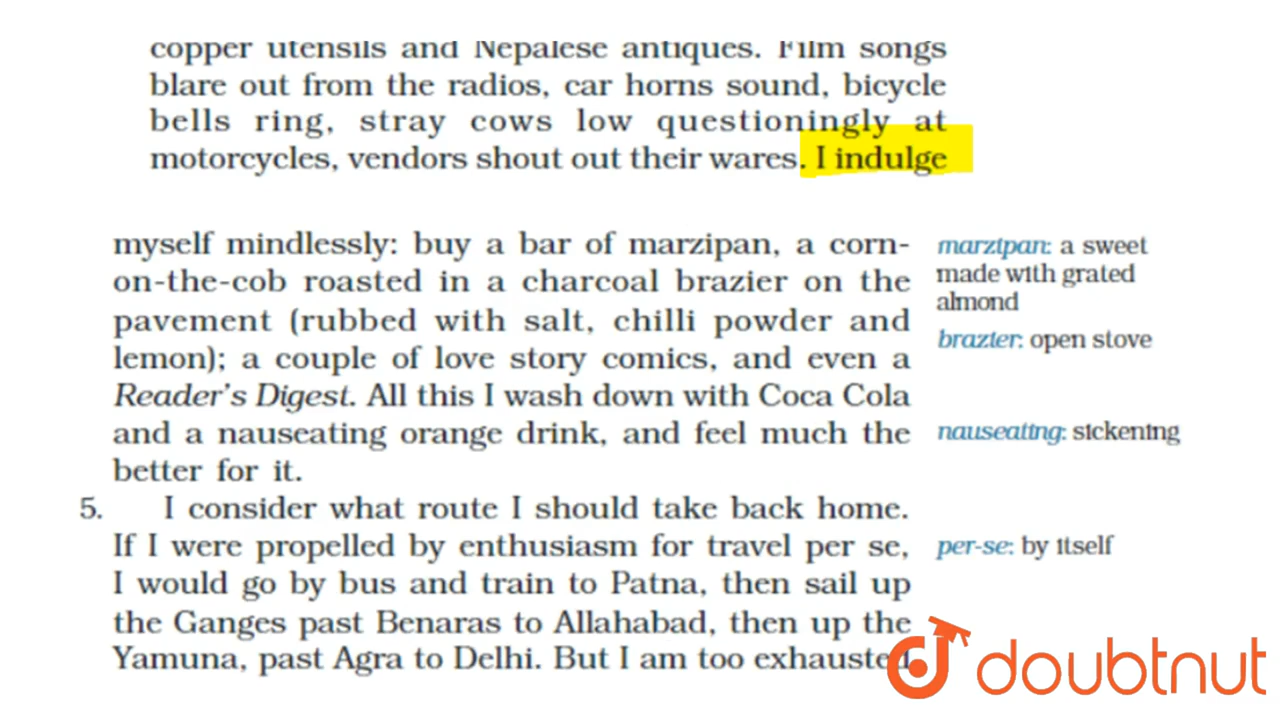 copper utensils and Nepalese antiques. Film songs
blare out from the radios, car horns sound, bicycle
bells ring, stray cows low questioningly at
motorcycles, vendors shout out their wares. I indulge
myself mindlessly: buy a bar of marzipan, a corn-
on-the-cob roasted in a charcoal brazier on the
pavement (rubbed with salt, chilli powder and
lemon); a couple of love story comics, and even a
Reader's Digest. All this I wash down with Coca Cola
and a nauseating orange drink, and feel much the
better for it.
marzipan: a sweet
made with grated
almond
brazier: open stove
nauseating: sickening
5. I consider what route I should take back home.
If I were propelled by enthusiasm for travel per se,
I would go by bus and train to Patna, then sail up
the Ganges past Benaras to Allahabad, then up the
Yamuna, past Agra to Delhi. But I am too exhausted
per-se: by itself
doubtnut